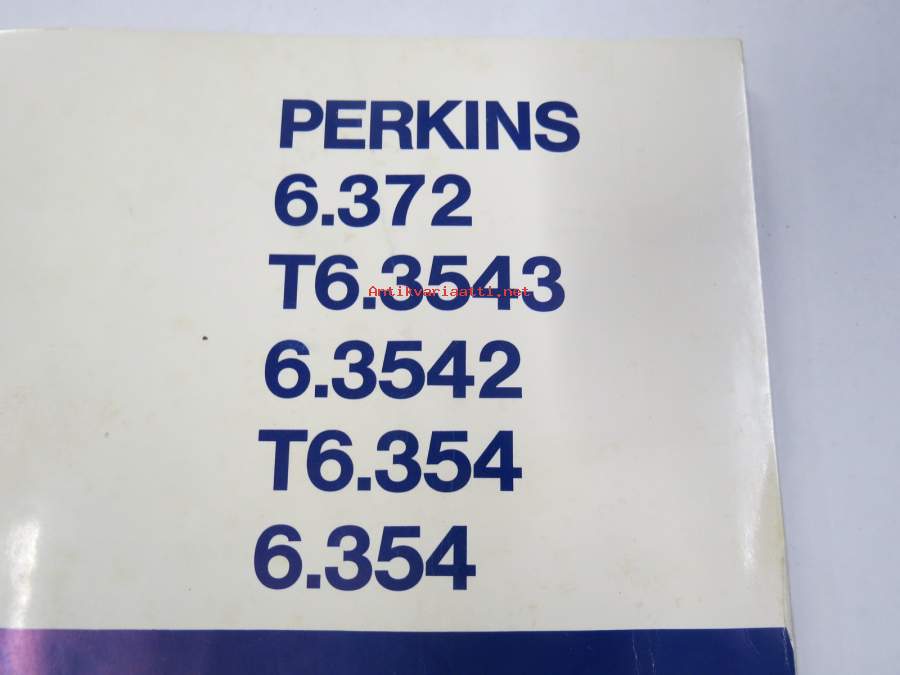 PERKINS
6.372
T6.3543
Antikvariaatti.net
6.3542
T6.354
6.354